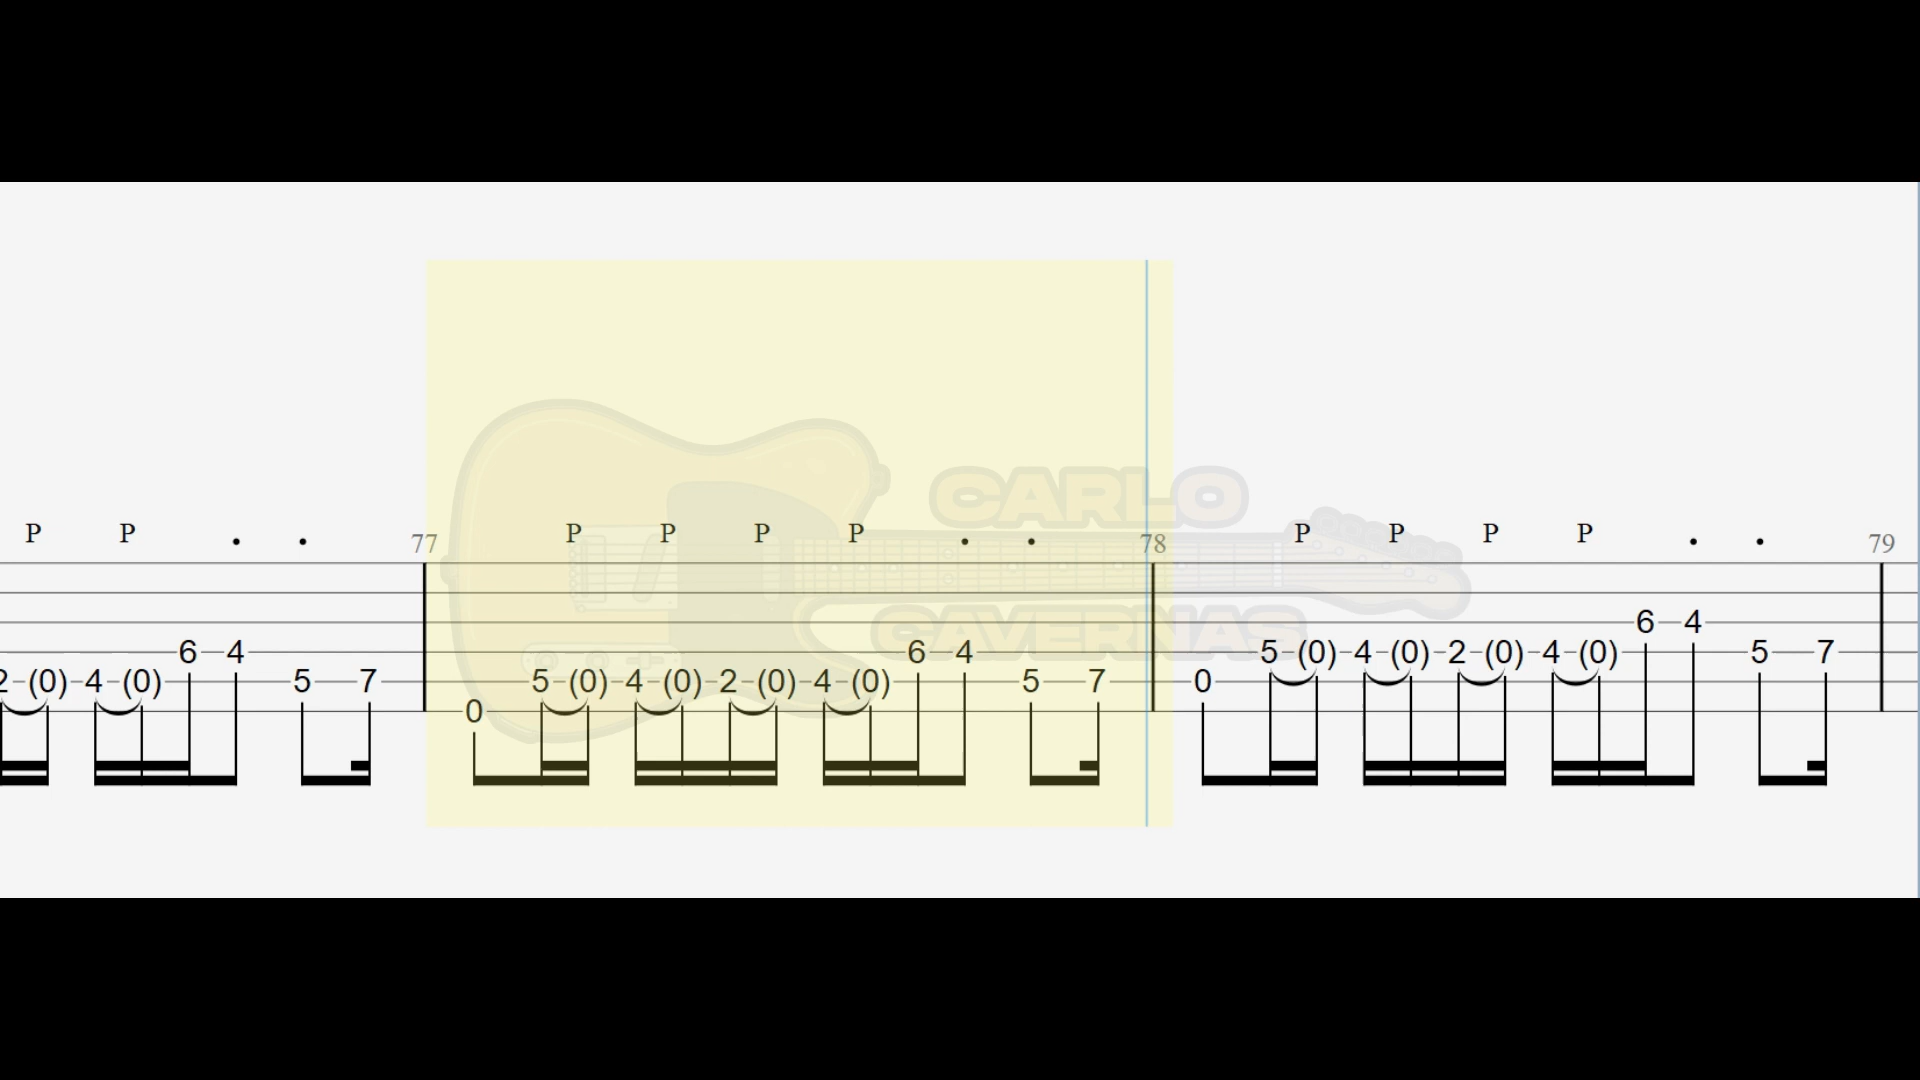 CARLO
P P . . 77 P P P P . . 78 P P P P . . 79
CAVERNAS
6 4
6 4 6 4 5 (0) 4 (0) 2 (0) 4 (0) 5 7
2 (0) 4 (0) 5 7 5 (0) 4 (0) 2 (0) 4 (0) 5 7 0
0